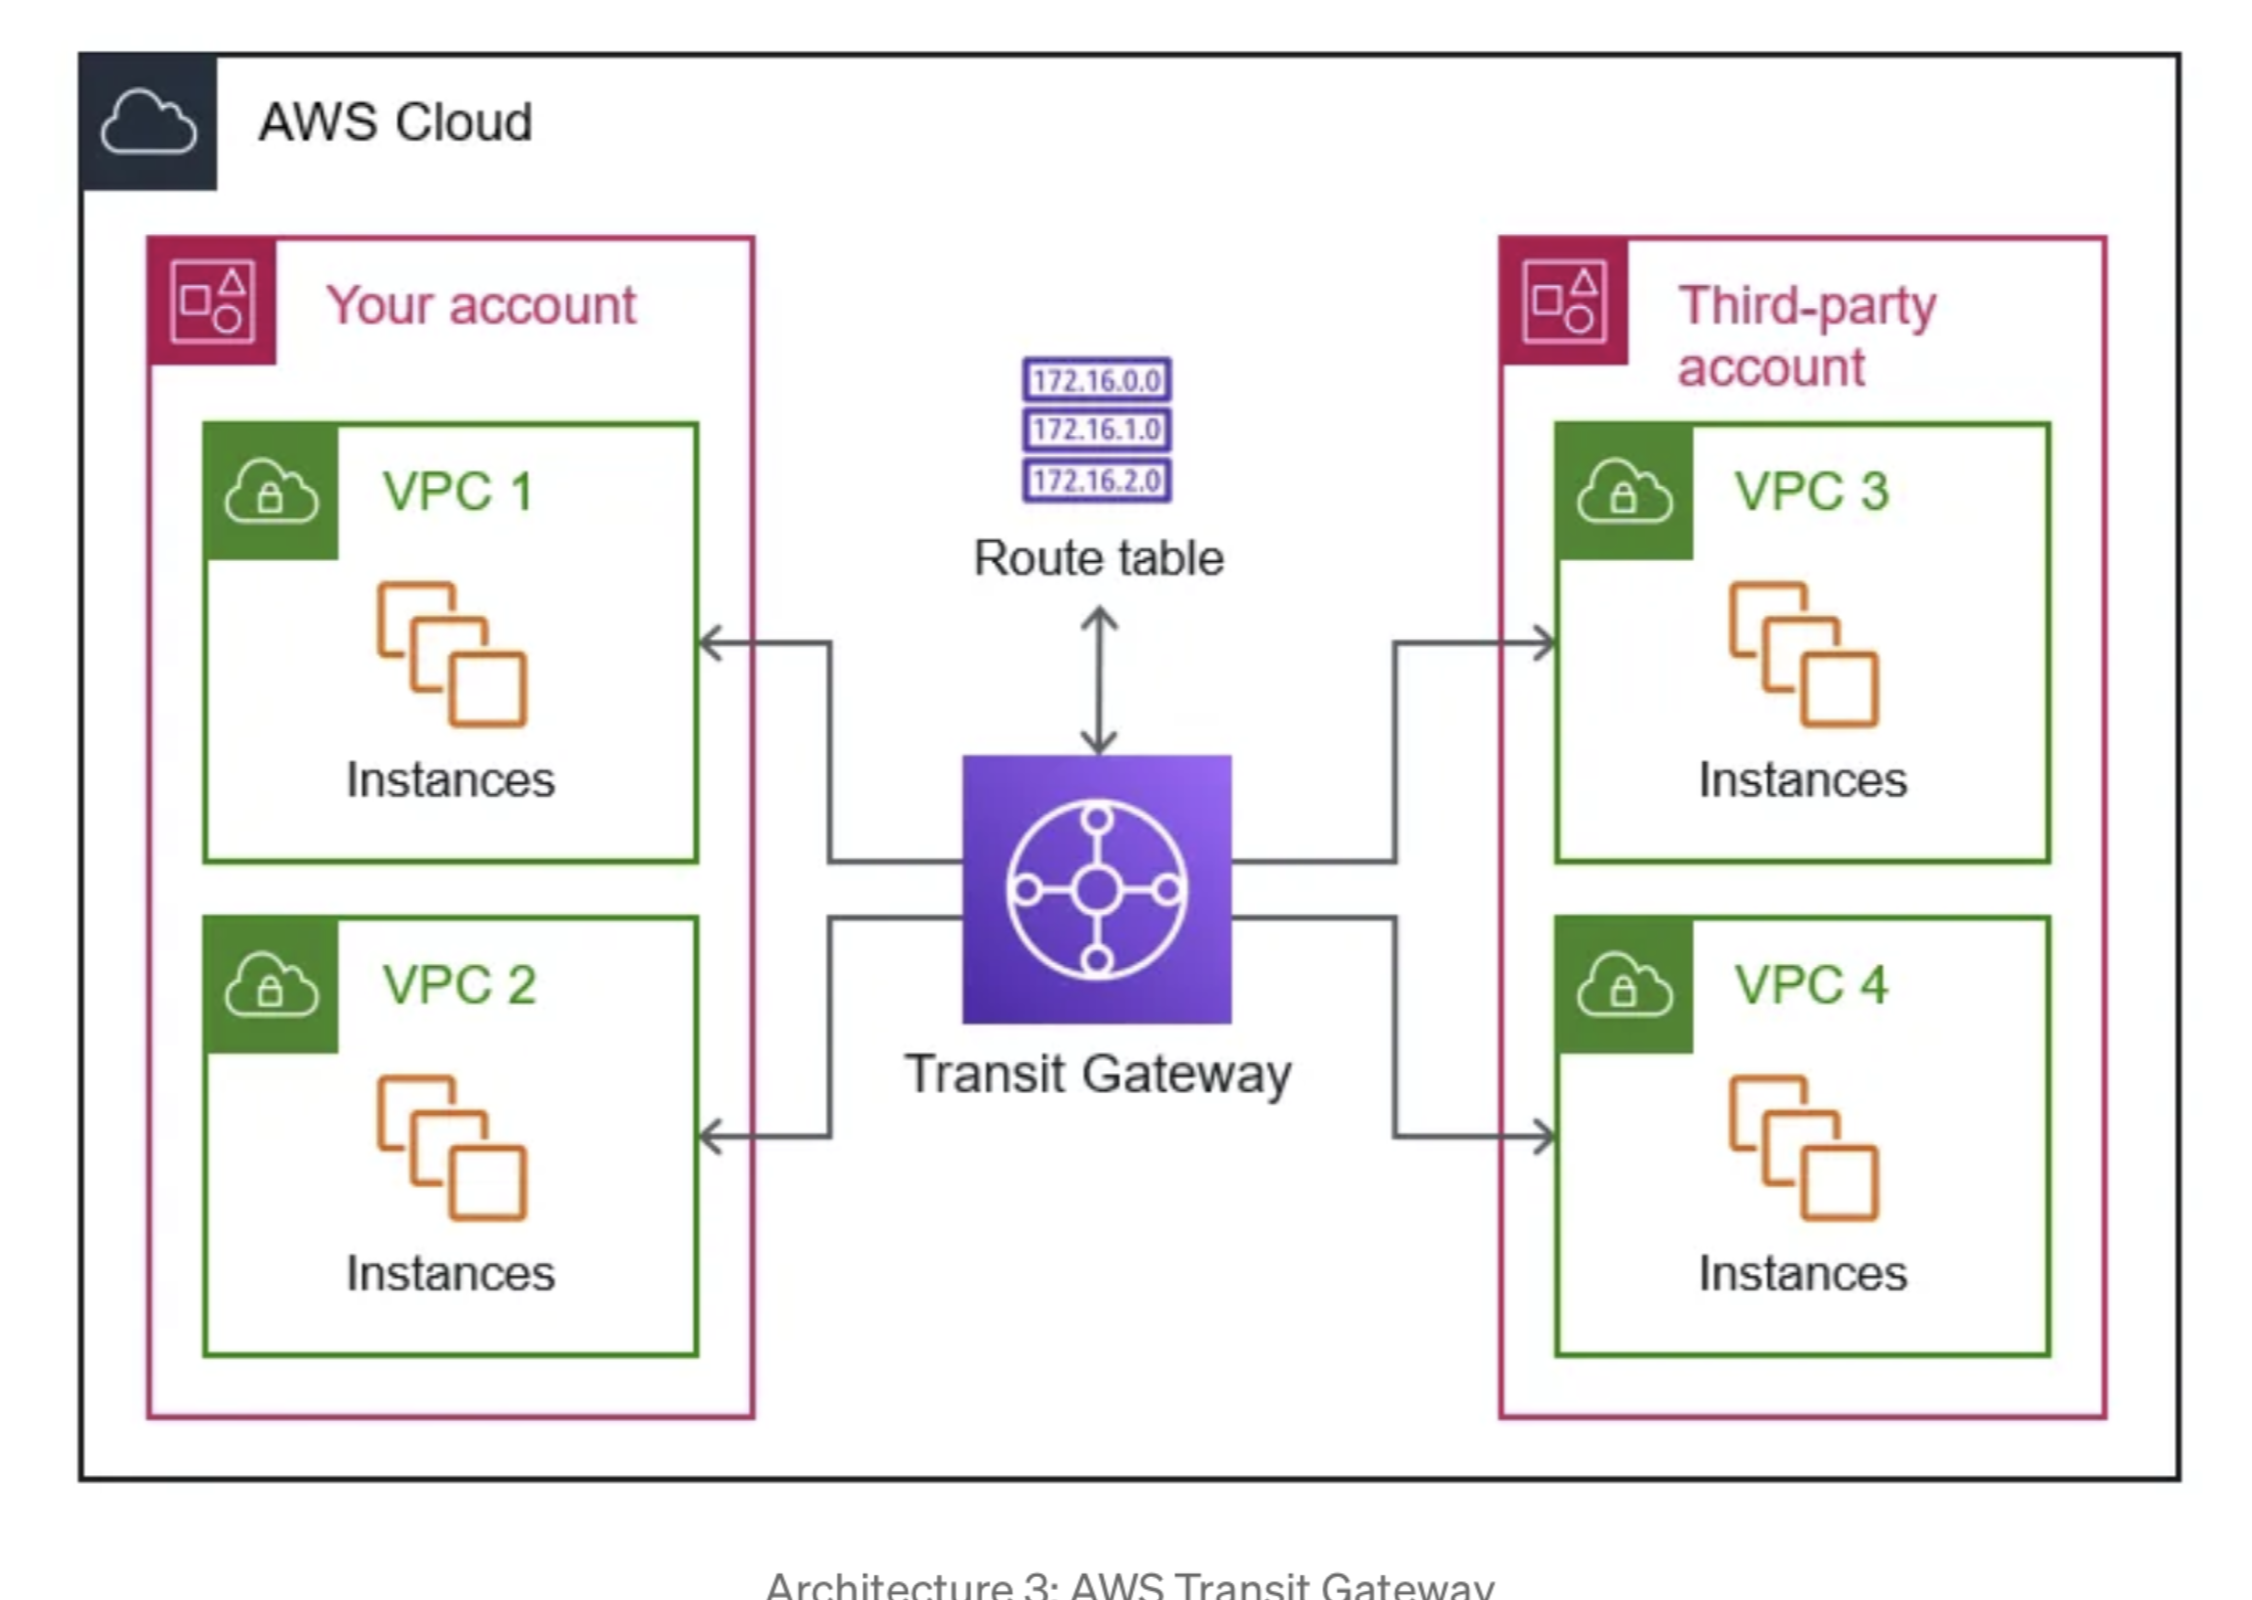 AWS Cloud
Your account
Third-party
account
172.16.0.0
172.16.1.0
172.16.2.0
Route table
VPC 1
Instances
VPC 3
Instances
Transit Gateway
VPC 2
Instances
VPC 4
Instances
Architecture 3: AWS Transit Gateway